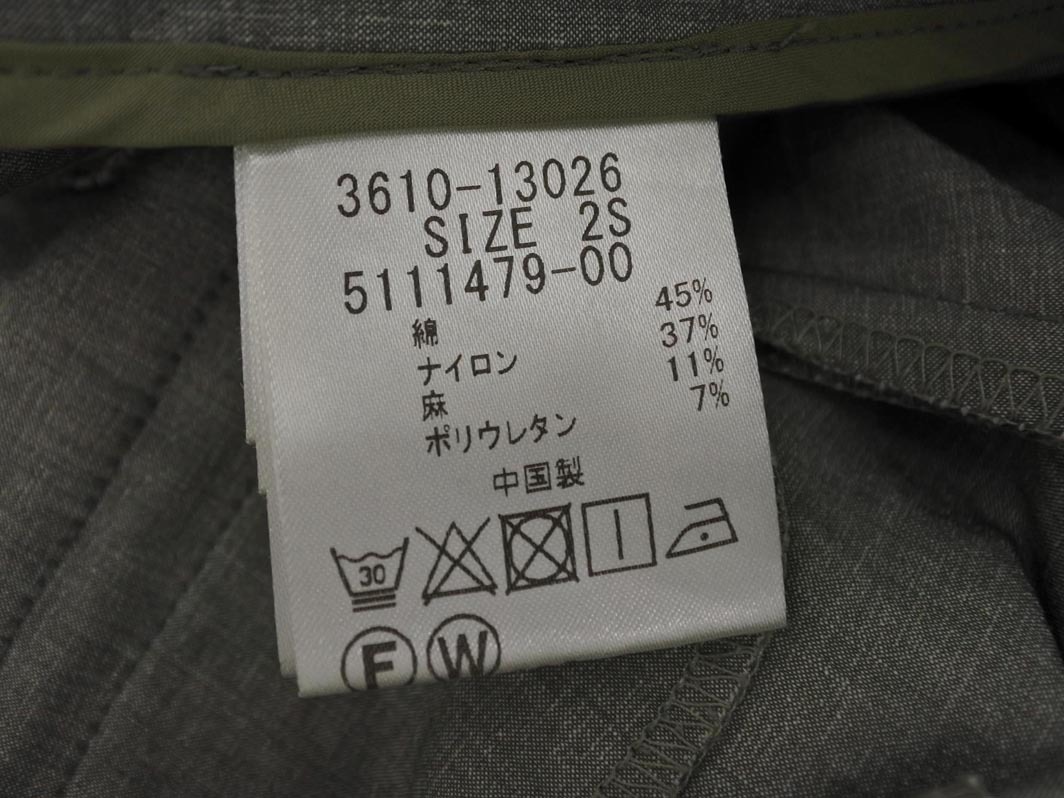 3610-13026
SIZE 2S
5111479-00
綿 45%
ナイロン 37%
麻 11%
ポリウレタン 7%
中国製
30
F W